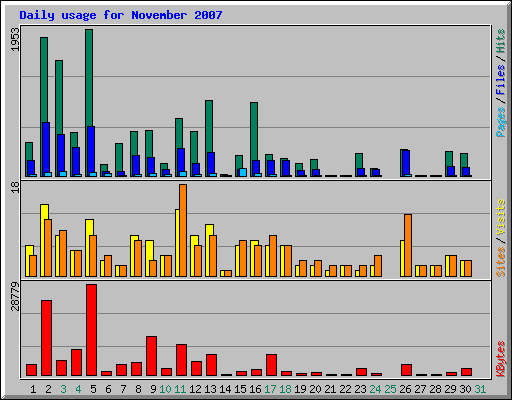 Daily usage for November 2007
1953
Pages / Files / Hits
18
Sites / Visits
28779
KBytes
1 2 3 4 5 6 7 8 9 10 11 12 13 14 15 16 17 18 19 20 21 22 23 24 25 26 27 28 29 30 31